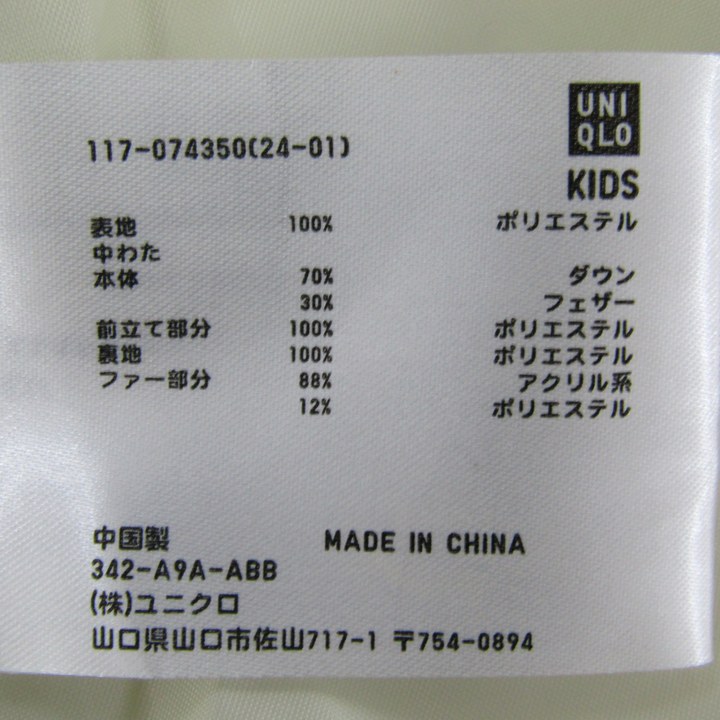 UNI
QLO
117-074350(24-01)
KIDS
表地 100% ポリエステル
中わた
本体 70% ダウン
30% フェザー
前立て部分 100% ポリエステル
裏地 100% ポリエステル
ファー部分 88% アクリル系
12% ポリエステル
中国製 MADE IN CHINA
342-A9A-ABB
(株)ユニクロ
山口県山口市佐山717-1 〒754-0894